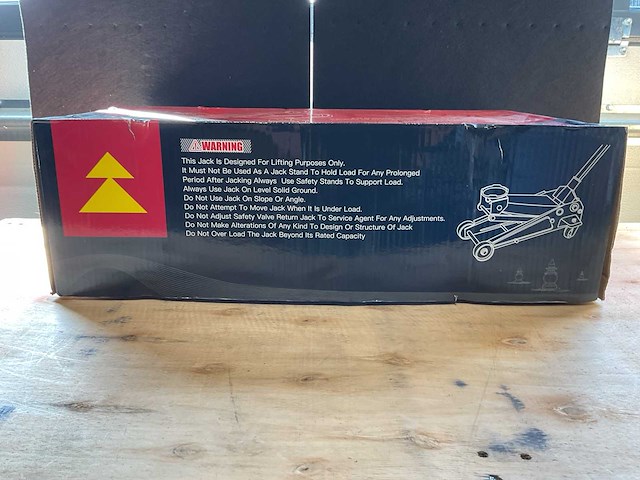 WARNING
This Jack Is Designed For Lifting Purposes Only.
It Must Not Be Used As A Jack Stand To Hold Load For Any Prolonged
Period After Jacking Always Use Safety Stands To Support Load.
Always Use Jack On Level Solid Ground.
Do Not Use Jack On Slope Or Angle.
Do Not Attempt To Move Jack When It Is Under Load.
Do Not Adjust Safety Valve Return Jack To Service Agent For Any Adjustments.
Do Not Make Alterations Of Any Kind To Design Or Structure Of Jack
Do Not Over Load The Jack Beyond Its Rated Capacity